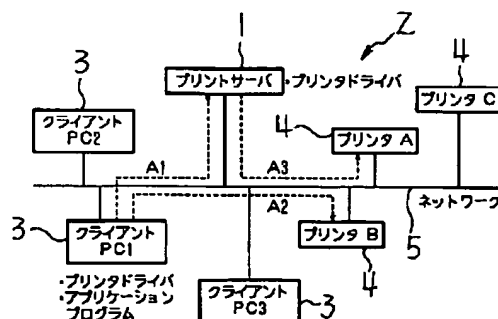 1
Z
3
プリントサーバ
・プリンタドライバ
4
プリンタ C
クライアント
PC2
4
プリンタ A
A1
A3
A2
ネットワーク
5
3
クライアント
PC1
プリンタ B
4
・プリンタドライバ
・アプリケーション
プログラム
クライアント
PC3
3